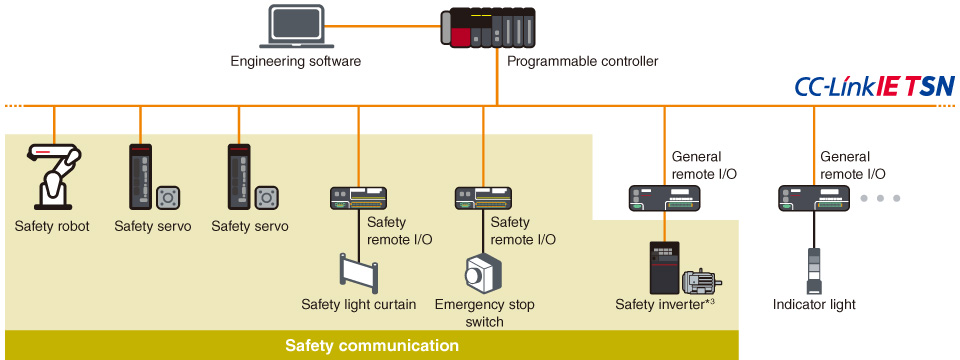 Engineering software
Programmable controller
CC-Link IE TSN
General
remote I/O
General
remote I/O
Safety robot
Safety servo
Safety servo
Safety
remote I/O
Safety
remote I/O
Safety light curtain
Emergency stop
switch
Safety inverter*3
Indicator light
Safety communication